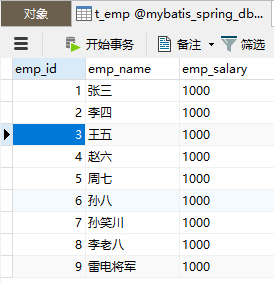 对象 t_emp @mybatis_spring_db...
开始事务 备注 筛选
emp_id emp_name emp_salary
1 张三 1000
2 李四 1000
3 王五 1000
4 赵六 1000
5 周七 1000
6 孙八 1000
7 孙笑川 1000
8 李老八 1000
9 雷电将军 1000